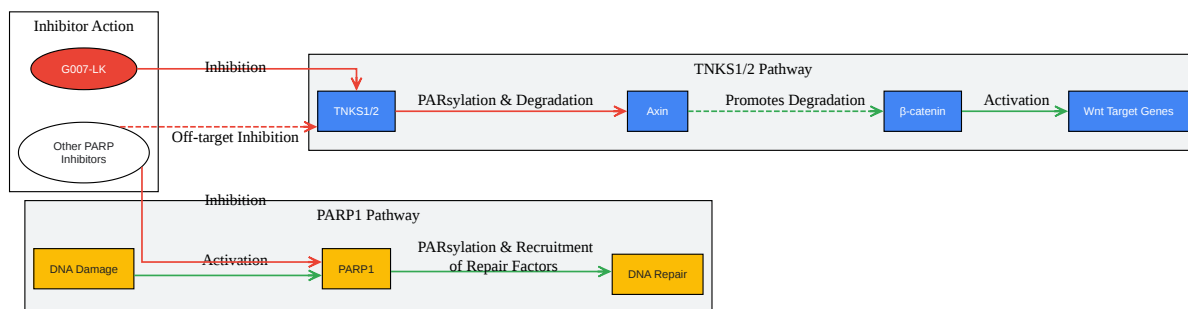 Inhibitor Action
G007-LK
Inhibition
TNKS1/2 Pathway
TNKS1/2
PARsylation & Degradation
Axin
Promotes Degradation
β-catenin
Activation
Wnt Target Genes
Other PARP
Inhibitors
Off-target Inhibition
Inhibition
PARP1 Pathway
DNA Damage
Activation
PARP1
PARsylation & Recruitment
of Repair Factors
DNA Repair